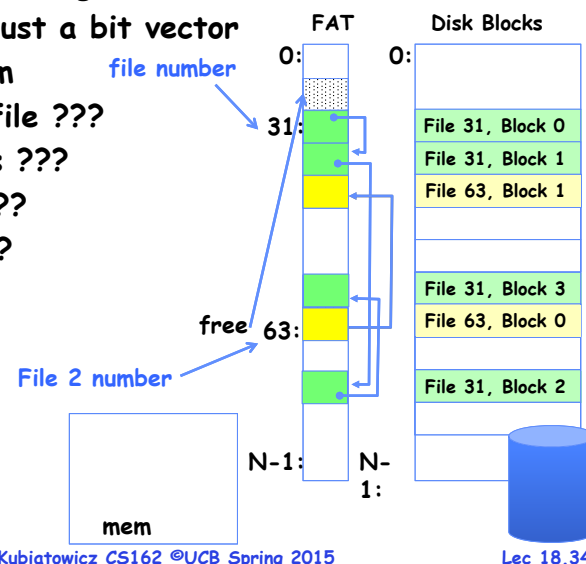 ust a bit vector
FAT
Disk Blocks
0:
0:
file number
file ???
31:
File 31, Block 0
File 31, Block 1
???
File 63, Block 1
File 31, Block 3
free
63:
File 63, Block 0
File 2 number
File 31, Block 2
N-1:
N-
1:
mem
Kubiatowicz CS162 ©UCB Spring 2015
Lec 18.34